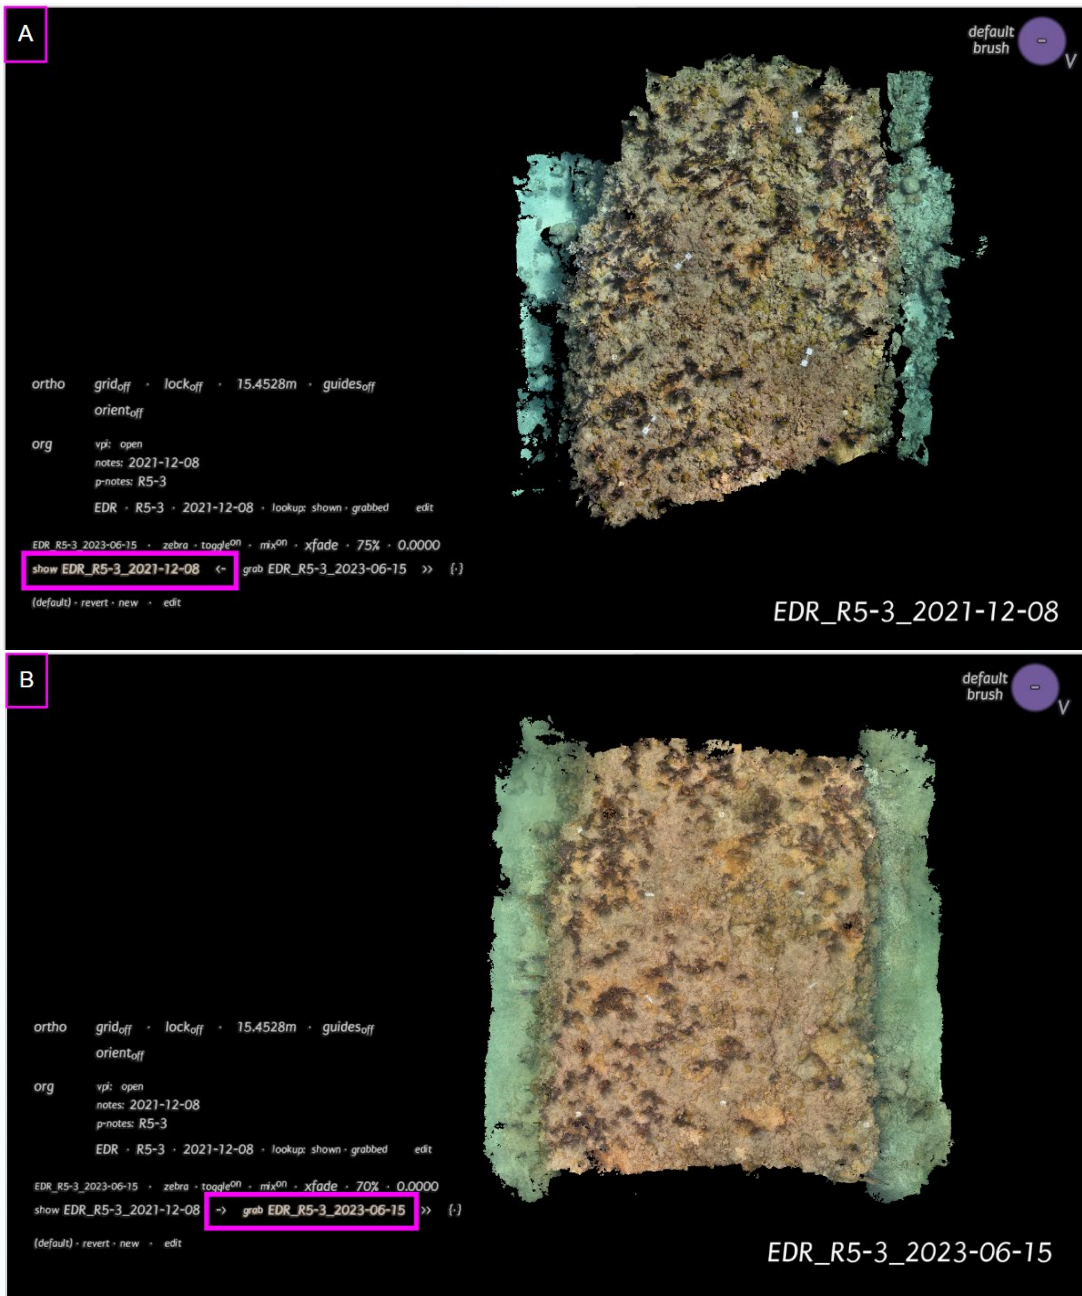 A
default
brush
-
V
ortho gridoff · lockoff · 15.4528m · guidesoff
orientoff
org vpi: open
notes: 2021-12-08
p-notes: R5-3
EDR · R5-3 · 2021-12-08 · lookup: shown · grabbed edit
EDR_R5-3_2023-06-15 · zebra · toggleon · mixon · xfade · 75% · 0.0000
show EDR_R5-3_2021-12-08 <- grab EDR_R5-3_2023-06-15 >> {·}
(default) · revert · new · edit
EDR_R5-3_2021-12-08
B
default
brush
-
V
ortho gridoff · lockoff · 15.4528m · guidesoff
orientoff
org vpi: open
notes: 2021-12-08
p-notes: R5-3
EDR · R5-3 · 2021-12-08 · lookup: shown · grabbed edit
EDR_R5-3_2023-06-15 · zebra · toggleon · mixon · xfade · 70% · 0.0000
show EDR_R5-3_2021-12-08 -> grab EDR_R5-3_2023-06-15 >> {·}
(default) · revert · new · edit
EDR_R5-3_2023-06-15